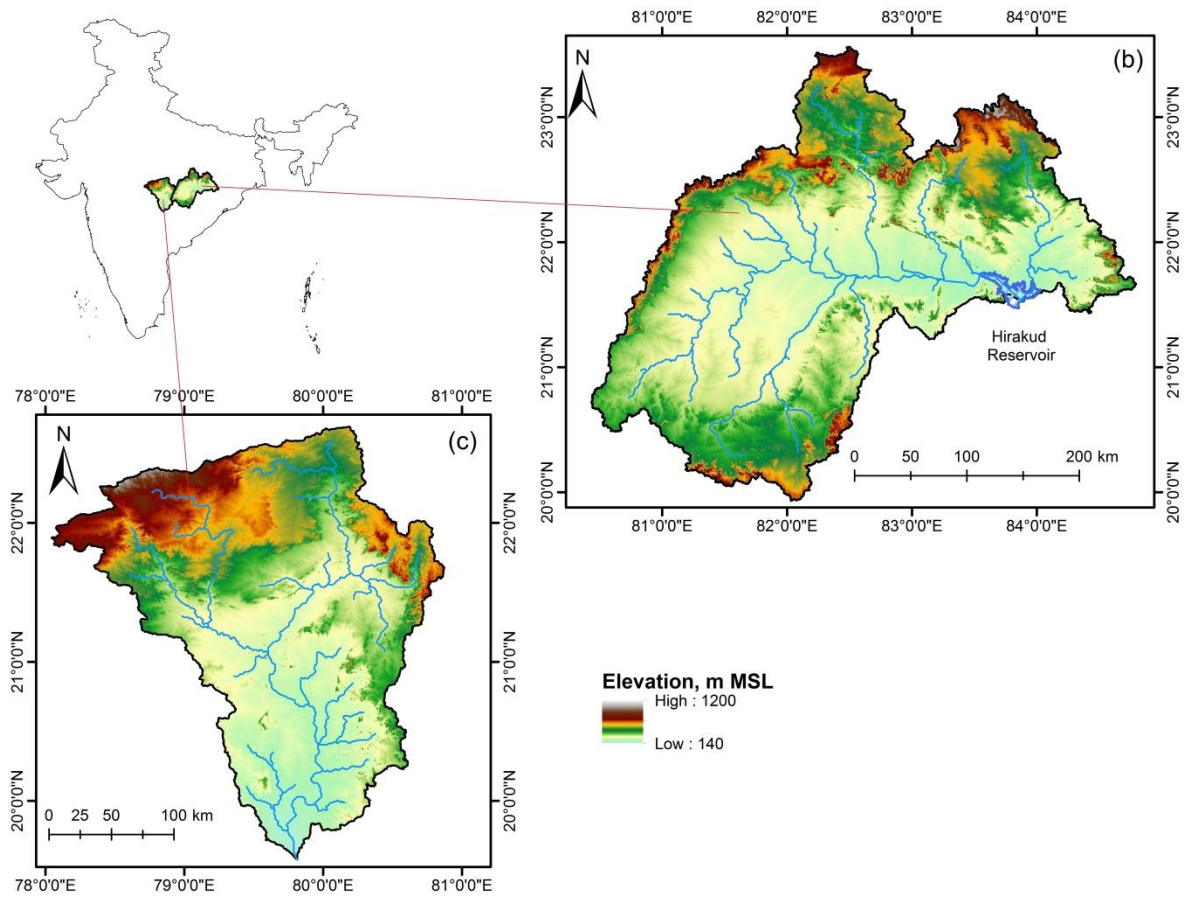 81°0'0"E 82°0'0"E 83°0'0"E 84°0'0"E
N
(b)
23°0'0"N
23°0'0"N
22°0'0"N
22°0'0"N
21°0'0"N
21°0'0"N
20°0'0"N
20°0'0"N
Hirakud
Reservoir
0 50 100 200 km
81°0'0"E 82°0'0"E 83°0'0"E 84°0'0"E
78°0'0"E 79°0'0"E 80°0'0"E 81°0'0"E
N
(c)
22°0'0"N
22°0'0"N
21°0'0"N
21°0'0"N
20°0'0"N
20°0'0"N
0 25 50 100 km
78°0'0"E 79°0'0"E 80°0'0"E 81°0'0"E
Elevation, m MSL
High : 1200
Low : 140